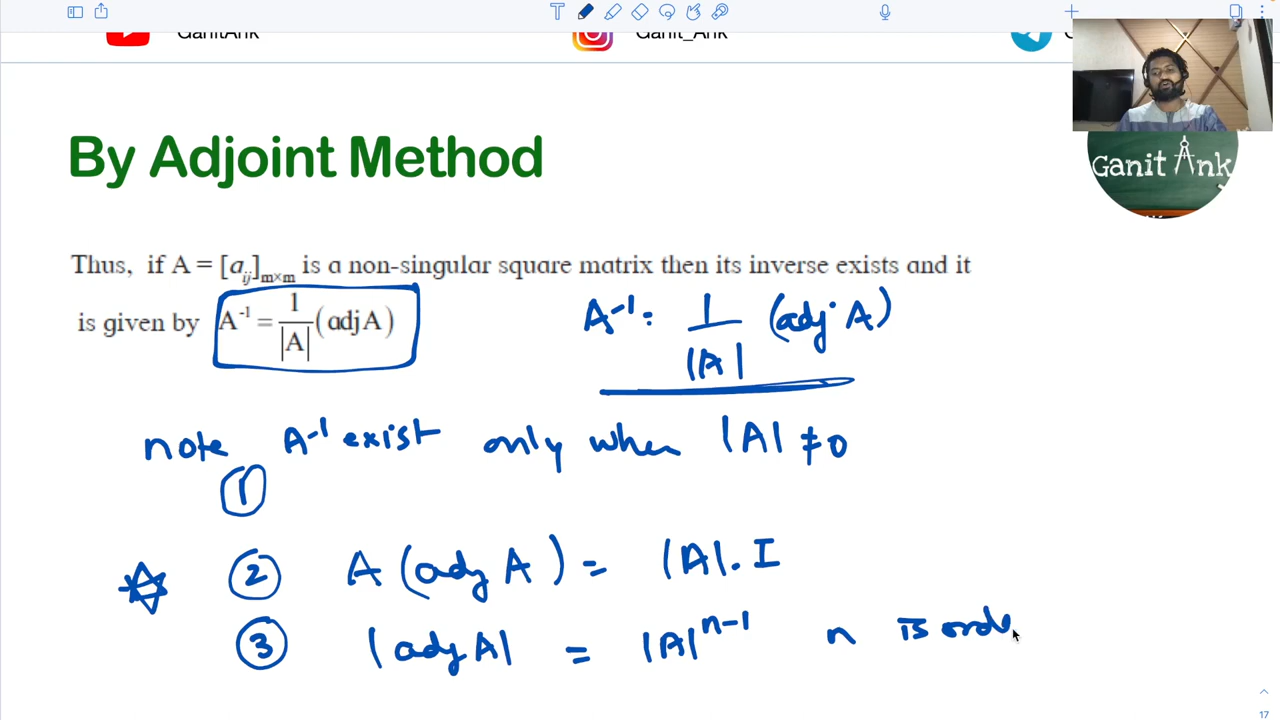 GanitAnk
Ganit_Ank
Ganit Ank
By Adjoint Method
Thus, if A = [a_ij]_m×m is a non-singular square matrix then its inverse exists and it
is given by A⁻¹ = 1/|A| (adj A)
A⁻¹ = 1/|A| (adj A)
note A⁻¹ exist only when |A| ≠ 0
①
② A (adj A) = |A|. I
③ |adj A| = |A|ⁿ⁻¹ n is orde
17